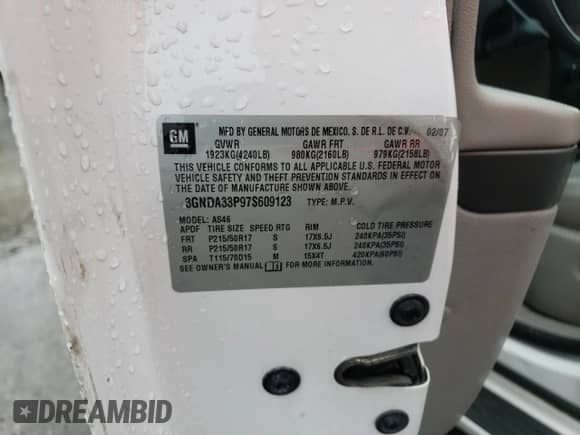 GM
MFD BY GENERAL MOTORS DE MEXICO, S. DE R.L. DE C.V. 02/07
GVWR GAWR FRT GAWR RR
1923KG(4240LB) 980KG(2160LB) 979KG(2158LB)
THIS VEHICLE CONFORMS TO ALL APPLICABLE U.S. FEDERAL MOTOR
VEHICLE SAFETY AND THEFT PREVENTION STANDARDS IN EFFECT ON
THE DATE OF MANUFACTURE SHOWN ABOVE.
3GNDA33P97S609123 TYPE: M.P.V.
MODEL: AS46
APDF TIRE SIZE SPEED RTG RIM COLD TIRE PRESSURE
FRT P215/50R17 S 17X6.5J 240KPA(35PSI)
RR P215/50R17 S 17X6.5J 240KPA(35PSI)
SPA T115/70D15 M 15X4T 420KPA(60PSI)
SEE OWNER'S MANUAL FOR MORE INFORMATION.
DREAMBID